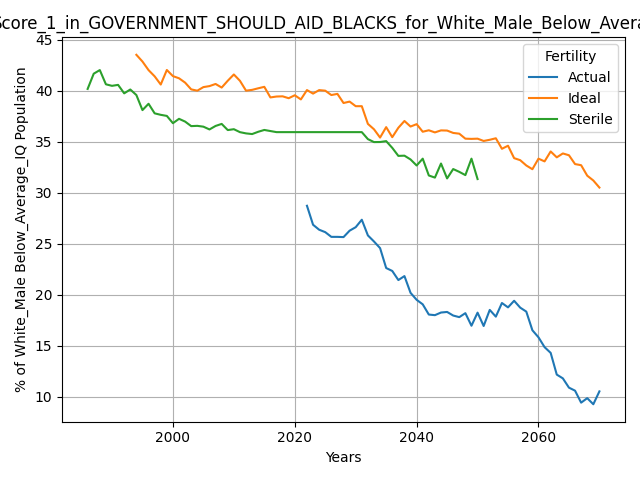 Score_1_in_GOVERNMENT_SHOULD_AID_BLACKS_for_White_Male_Below_Avera
45
40
35
30
25
20
15
10
% of White_Male Below_Average_IQ Population
Fertility
Actual
Ideal
Sterile
2000 2020 2040 2060
Years